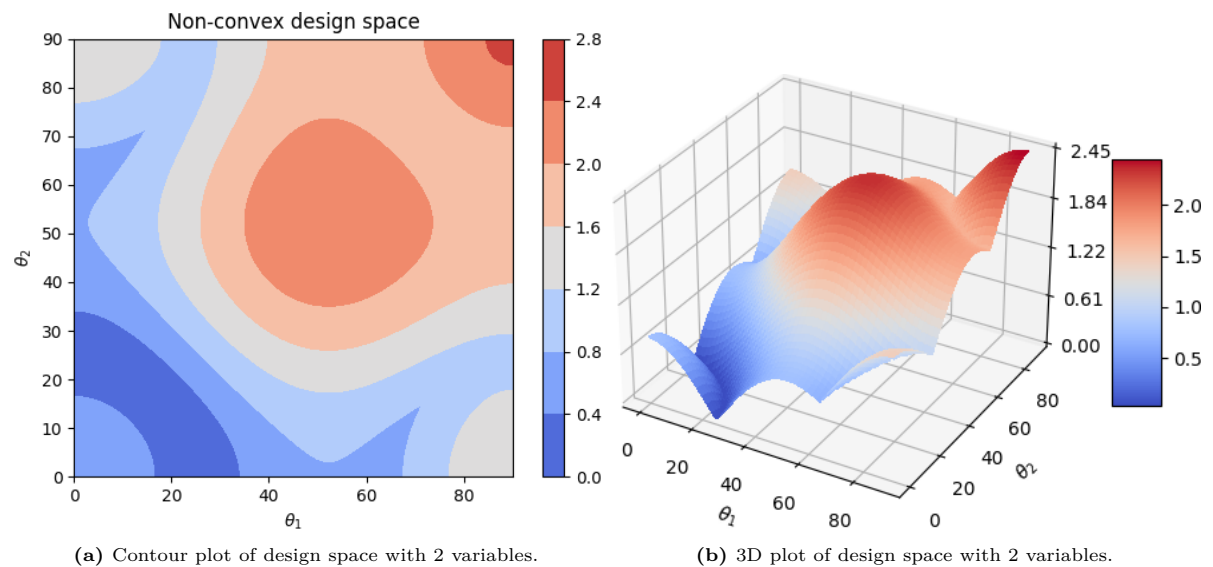 Non-convex design space
90
80
70
60
50
40
30
20
10
0
θ2
0 20 40 60 80
θ1
2.8
2.4
2.0
1.6
1.2
0.8
0.4
0.0
2.45
1.84
1.22
0.61
0.00
0 20 40 60 80
θ1
0 20 40 60 80
θ2
2.0
1.5
1.0
0.5
(a) Contour plot of design space with 2 variables.
(b) 3D plot of design space with 2 variables.